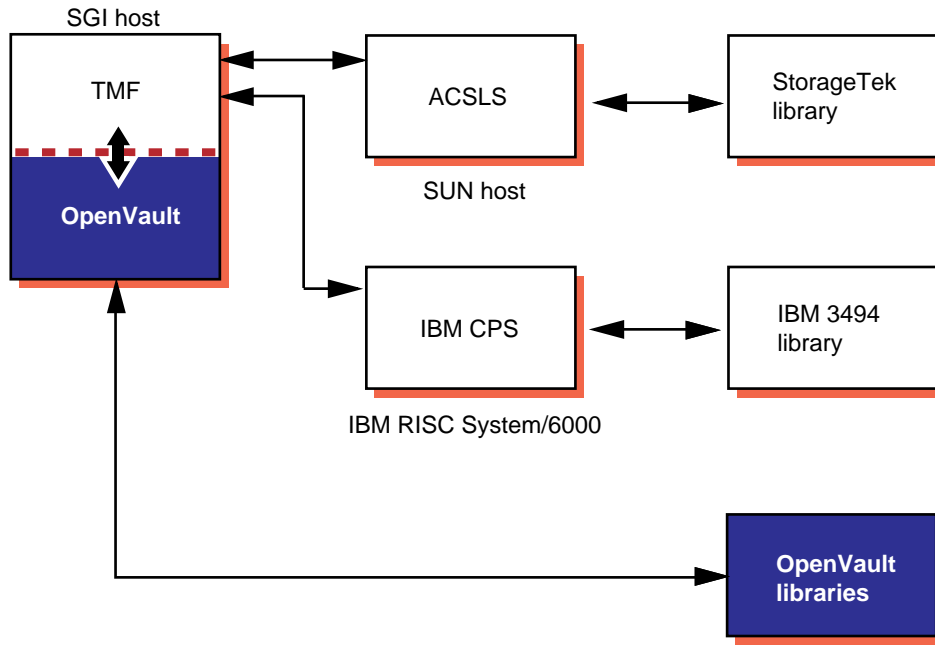 SGI host
TMF
OpenVault
ACSLS
SUN host
StorageTek
library
IBM CPS
IBM RISC System/6000
IBM 3494
library
OpenVault
libraries